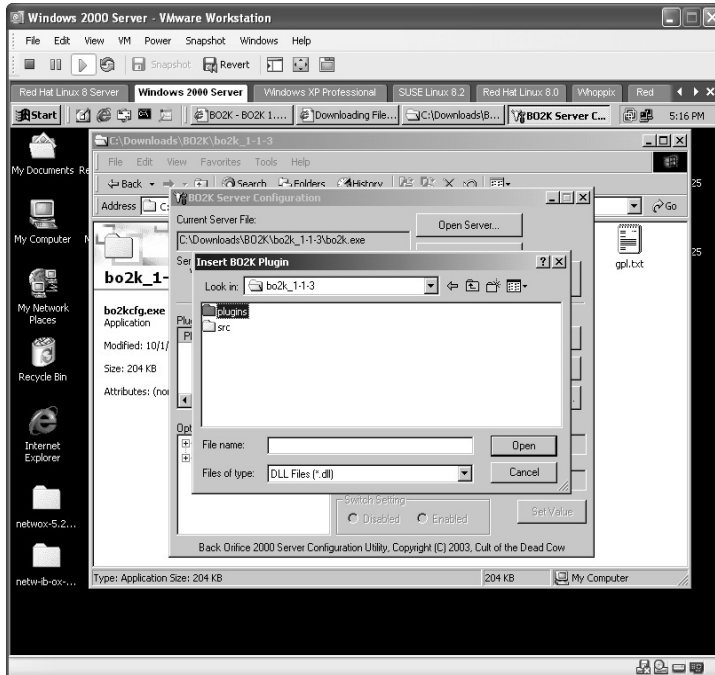 Windows 2000 Server - VMware Workstation
File Edit View VM Power Snapshot Windows Help
Snapshot Revert
Red Hat Linux 8 Server Windows 2000 Server Windows XP Professional SUSE Linux 8.2 Red Hat Linux 8.0 Whoppix Red
Start BO2K - BO2K 1.... Downloading File... C:\Downloads\B... BO2K Server C... 5:16 PM
C:\Downloads\BO2K\bo2k_1-1-3
File Edit View Favorites Tools Help
Back Search Folders History
Address C: Go
My Documents Re
My Computer
My Network Places
Recycle Bin
Internet Explorer
netwox-5.2...
netw-ib-ox-...
bo2k_1-
bo2kcfg.exe
Application
Modified: 10/1/
Size: 204 KB
Attributes: (nor
gpl.txt
25
25
BO2K Server Configuration
Current Server File:
Open Server...
C:\Downloads\BO2K\bo2k_1-1-3\bo2k.exe
Ser
Plu
Pl
Opt
Insert BO2K Plugin
Look in: bo2k_1-1-3
plugins
src
File name: Open
Files of type: DLL Files (*.dll) Cancel
Switch Setting
Disabled Enabled Set Value
Back Orifice 2000 Server Configuration Utility, Copyright (C) 2003, Cult of the Dead Cow
Type: Application Size: 204 KB 204 KB My Computer